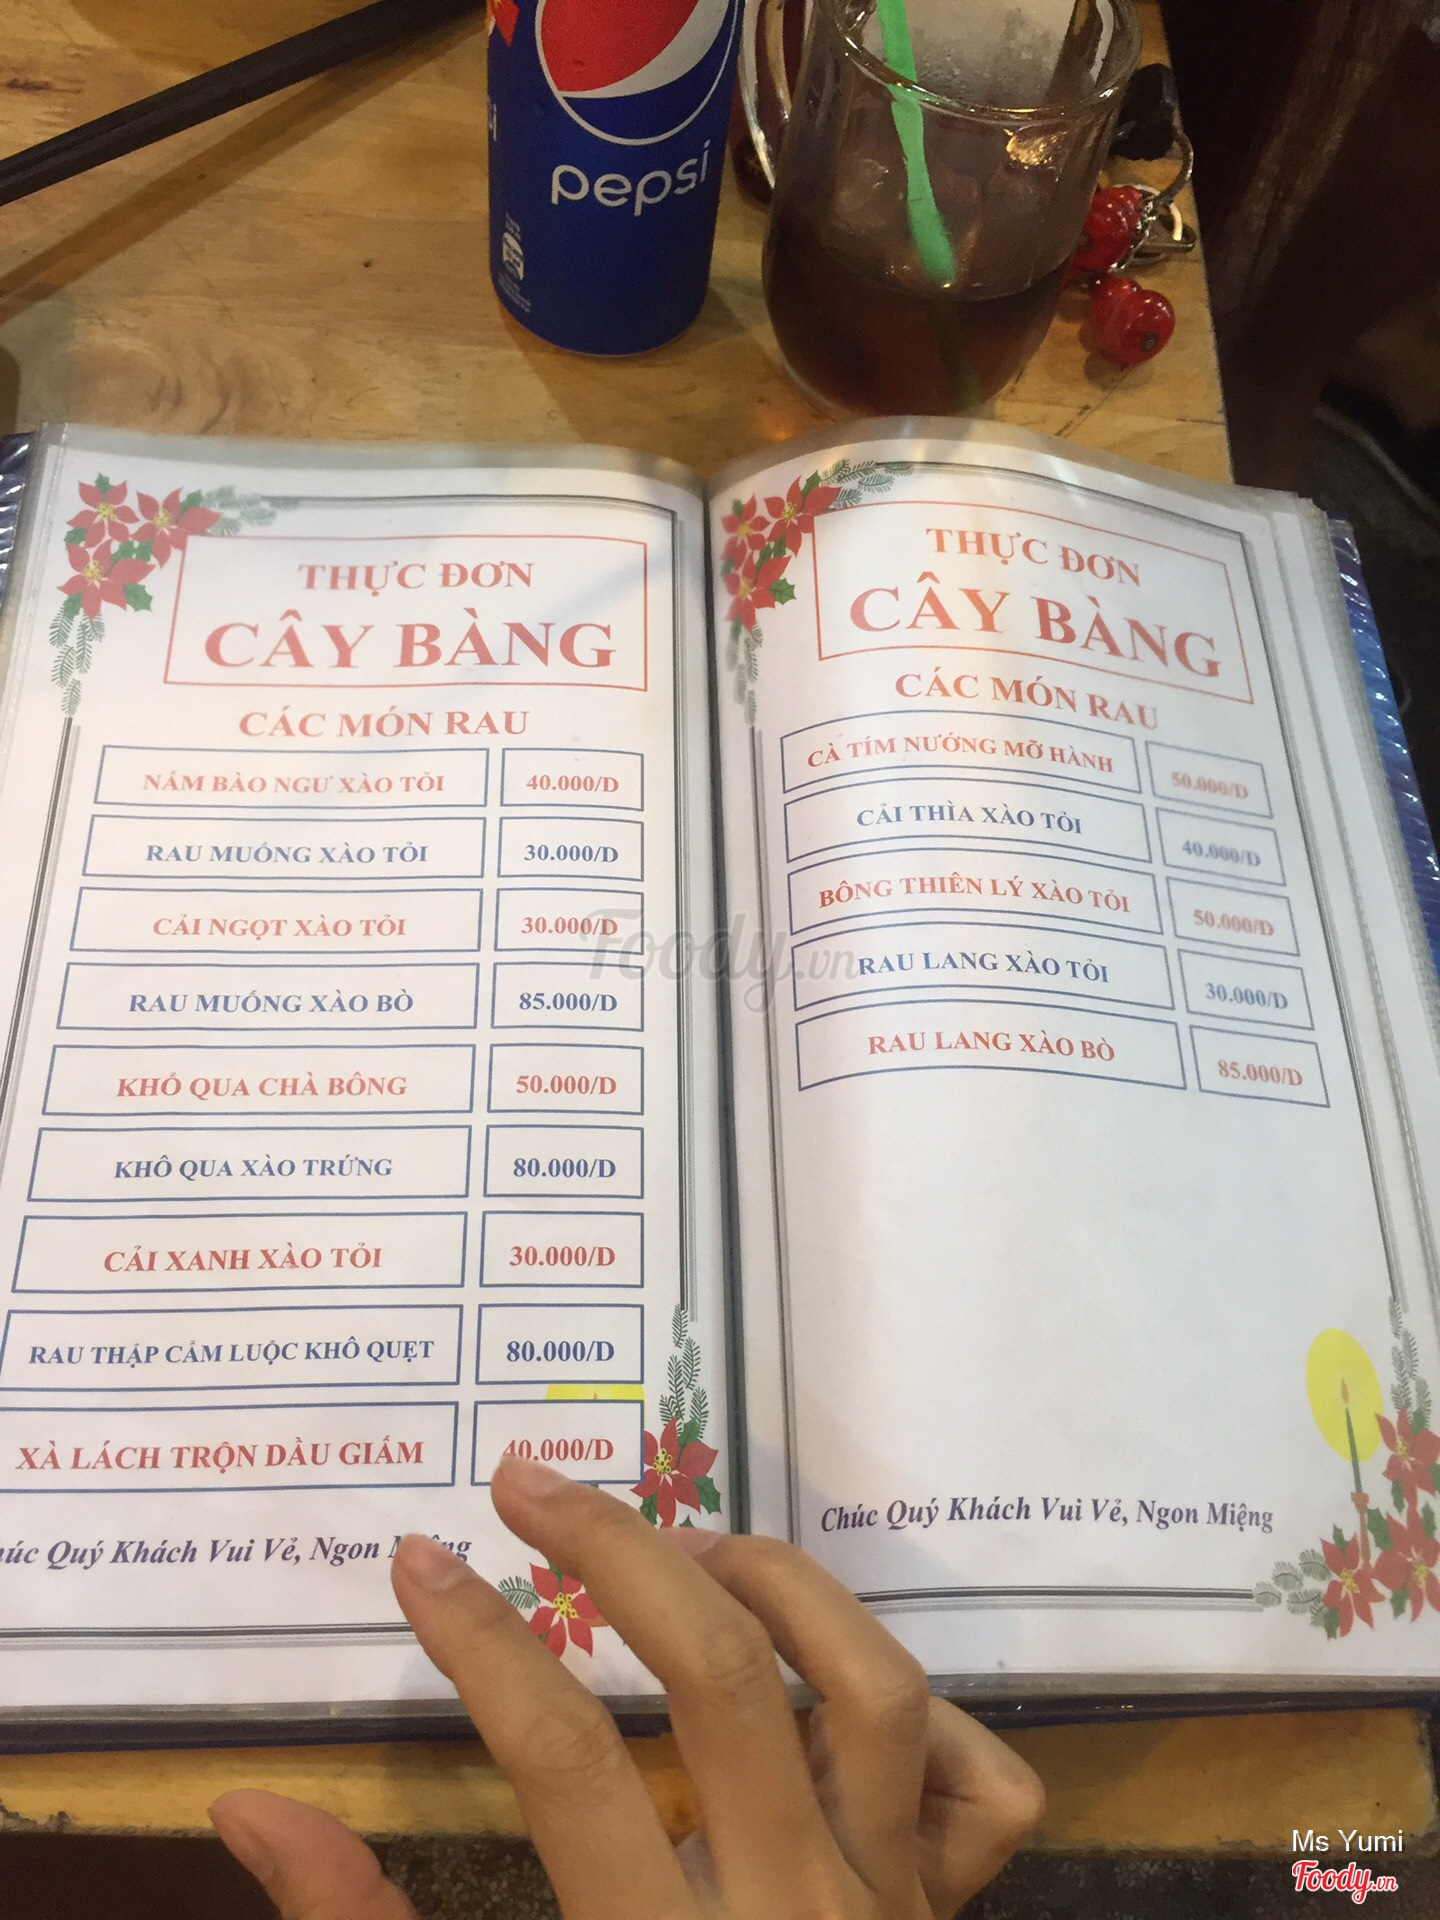 pepsi
THỰC ĐƠN
CÂY BÀNG
CÁC MÓN RAU
NẤM BÀO NGƯ XÀO TỎI 40.000/D
RAU MUỐNG XÀO TỎI 30.000/D
CẢI NGỌT XÀO TỎI 30.000/D
RAU MUỐNG XÀO BÒ 85.000/D
KHỔ QUA CHÀ BÔNG 50.000/D
KHÔ QUA XÀO TRỨNG 80.000/D
CẢI XANH XÀO TỎI 30.000/D
RAU THẬP CẨM LUỘC KHÔ QUẸT 80.000/D
XÀ LÁCH TRỘN DẦU GIẤM 40.000/D
Quý Khách Vui Vẻ, Ngon
THỰC ĐƠN
CÂY BÀNG
CÁC MÓN RAU
CÀ TÍM NƯỚNG MỠ HÀNH 50.000/D
CẢI THÌA XÀO TỎI 40.000/D
BÔNG THIÊN LÝ XÀO TỎI 50.000/D
RAU LANG XÀO TỎI 30.000/D
RAU LANG XÀO BÒ 85.000/D
Chúc Quý Khách Vui Vẻ, Ngon Miệng
Foody.vn
Ms Yumi
Foody.vn